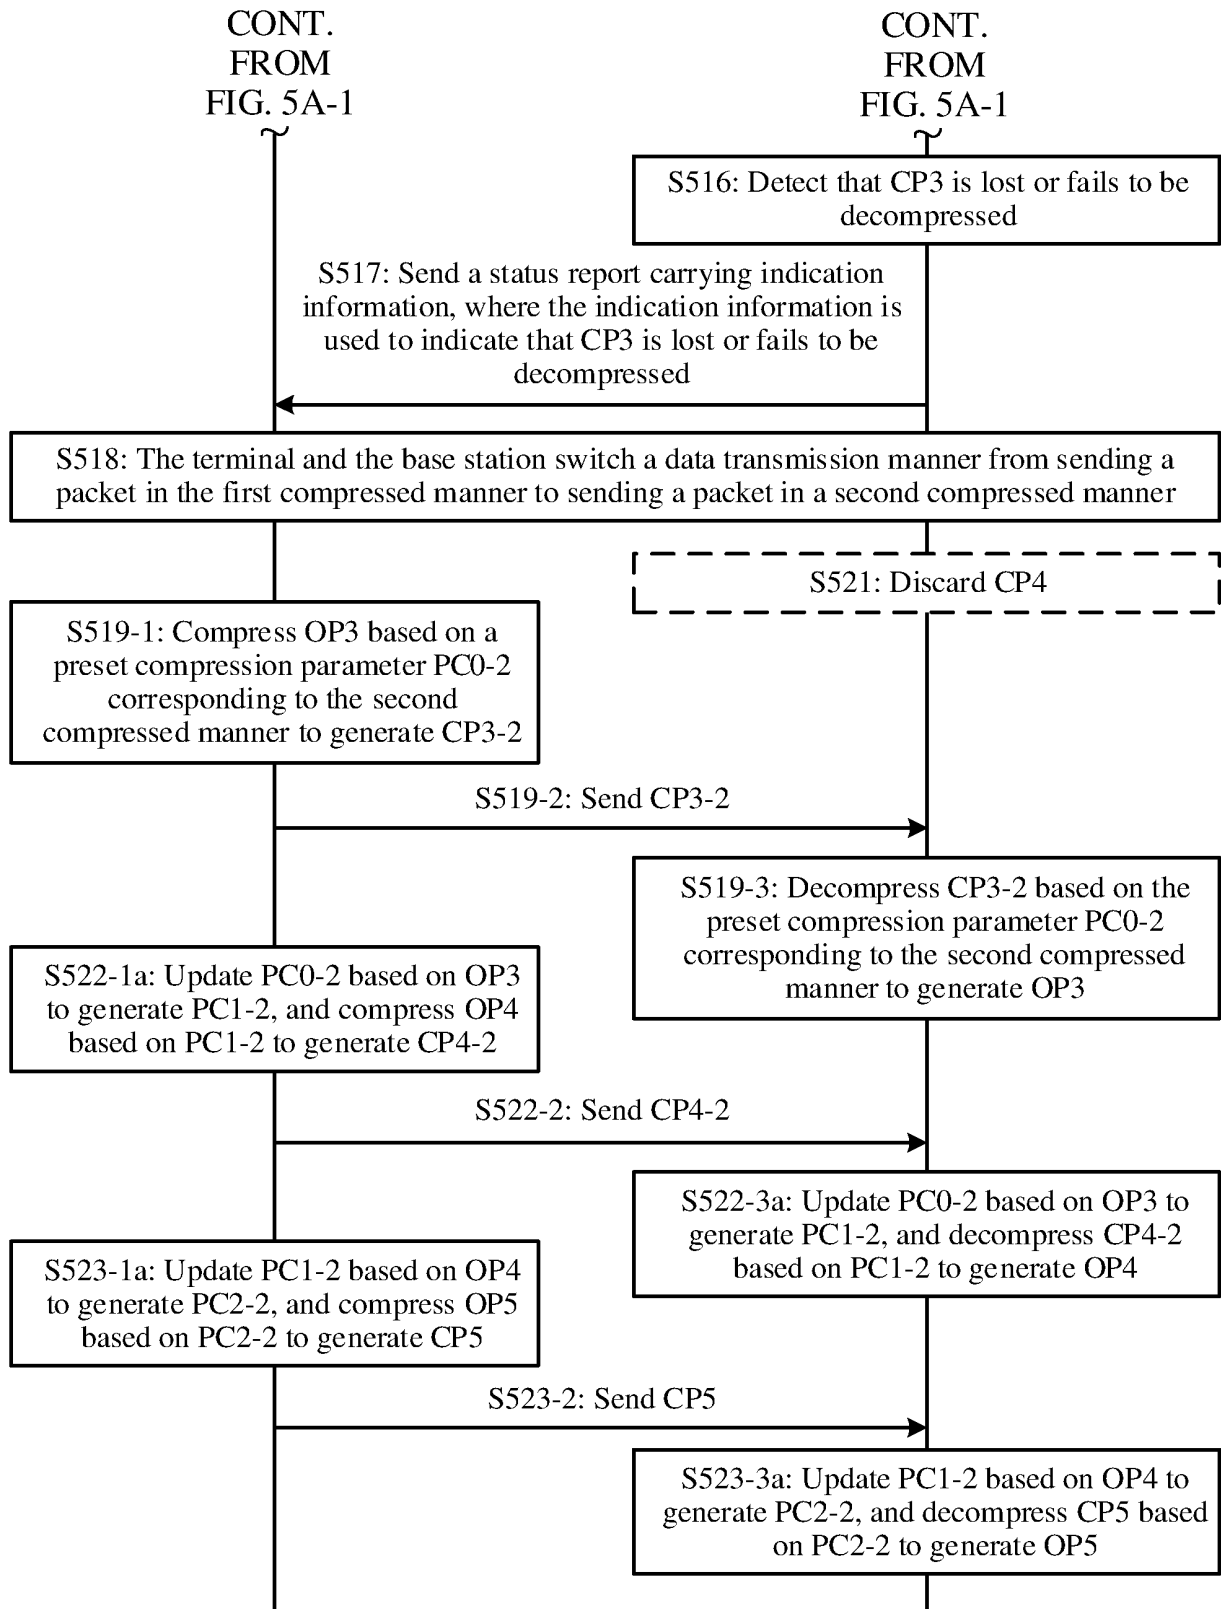 CONT.
FROM
FIG. 5A-1
CONT.
FROM
FIG. 5A-1
S516: Detect that CP3 is lost or fails to be
decompressed
S517: Send a status report carrying indication
information, where the indication information is
used to indicate that CP3 is lost or fails to be
decompressed
S518: The terminal and the base station switch a data transmission manner from sending a
packet in the first compressed manner to sending a packet in a second compressed manner
S521: Discard CP4
S519-1: Compress OP3 based on a
preset compression parameter PC0-2
corresponding to the second
compressed manner to generate CP3-2
S519-2: Send CP3-2
S519-3: Decompress CP3-2 based on the
preset compression parameter PC0-2
corresponding to the second compressed
manner to generate OP3
S522-1a: Update PC0-2 based on OP3
to generate PC1-2, and compress OP4
based on PC1-2 to generate CP4-2
S522-2: Send CP4-2
S522-3a: Update PC0-2 based on OP3 to
generate PC1-2, and decompress CP4-2
based on PC1-2 to generate OP4
S523-1a: Update PC1-2 based on OP4
to generate PC2-2, and compress OP5
based on PC2-2 to generate CP5
S523-2: Send CP5
S523-3a: Update PC1-2 based on OP4 to
generate PC2-2, and decompress CP5 based
on PC2-2 to generate OP5